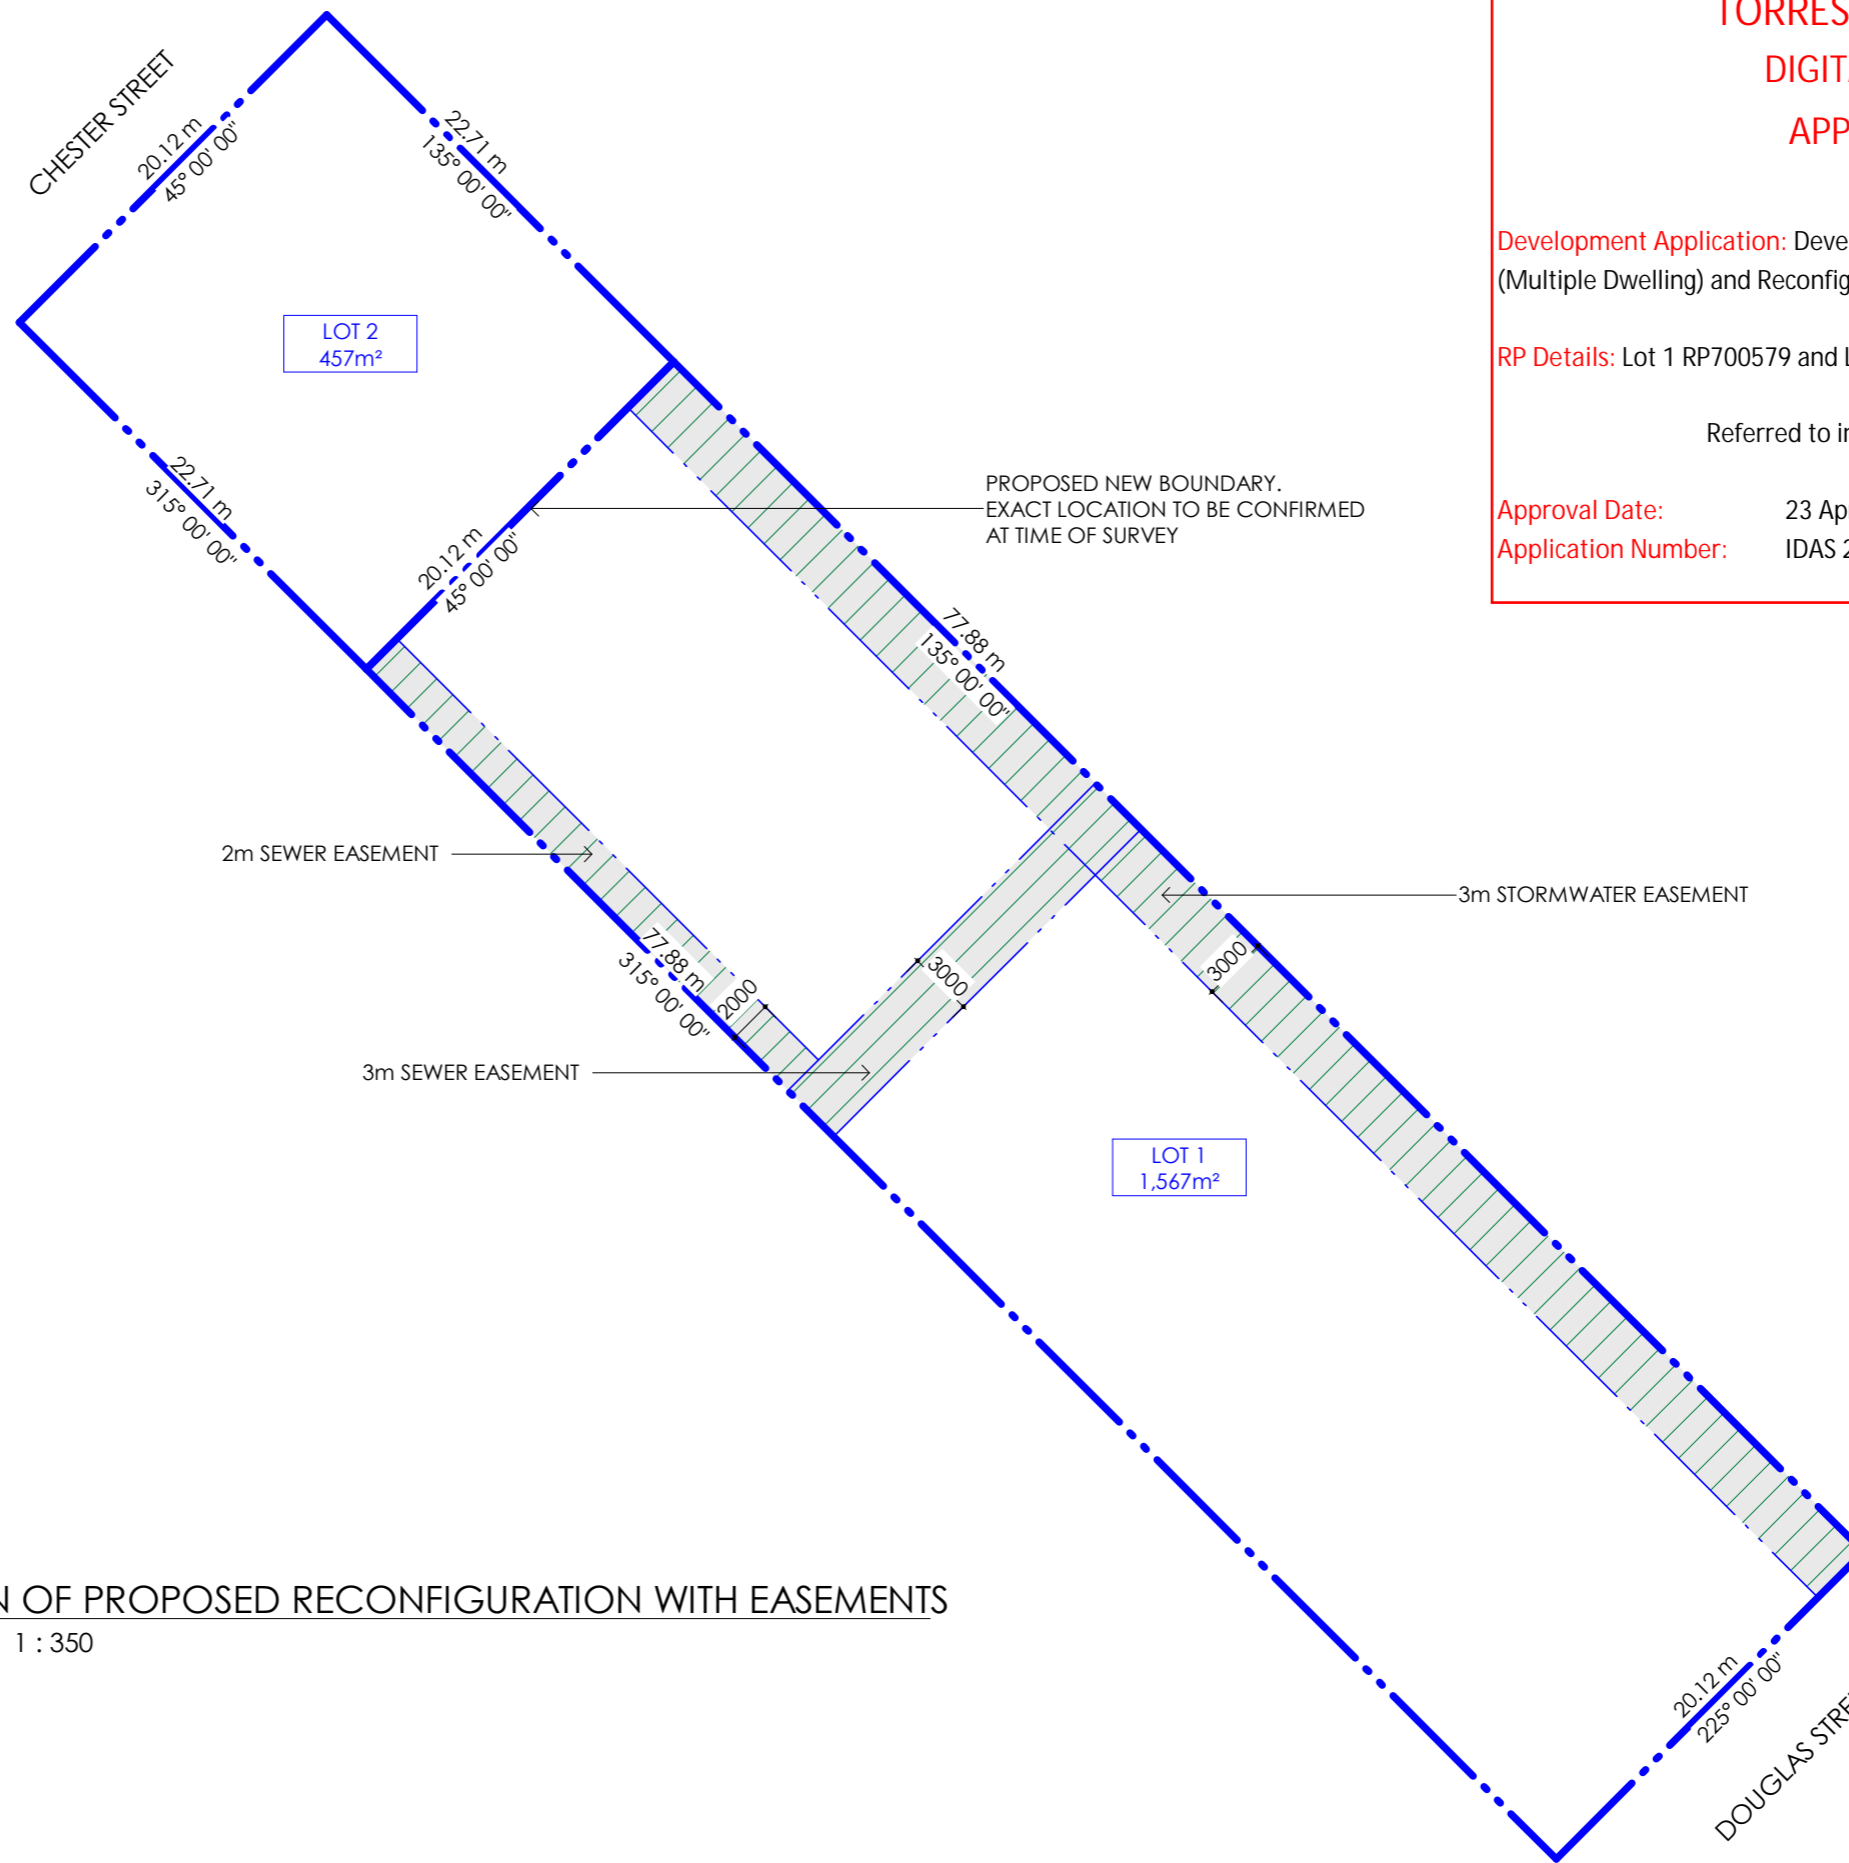 TORRES
DIGIT
APP
Development Application: Deve
(Multiple Dwelling) and Reconfig
RP Details: Lot 1 RP700579 and L
Referred to in
Approval Date: 23 Ap
Application Number: IDAS 2
CHESTER STREET
20.12 m
45° 00' 00"
22.71 m
135° 00' 00"
LOT 2
457m²
22.71 m
315° 00' 00"
20.12 m
45° 00' 00"
PROPOSED NEW BOUNDARY.
EXACT LOCATION TO BE CONFIRMED
AT TIME OF SURVEY
77.88 m
135° 00' 00"
2m SEWER EASEMENT
3m STORMWATER EASEMENT
77.88 m
315° 00' 00"
2000
3000
3000
3m SEWER EASEMENT
LOT 1
1,567m²
N OF PROPOSED RECONFIGURATION WITH EASEMENTS
1 : 350
20.12 m
225° 00' 00"
DOUGLAS STRE